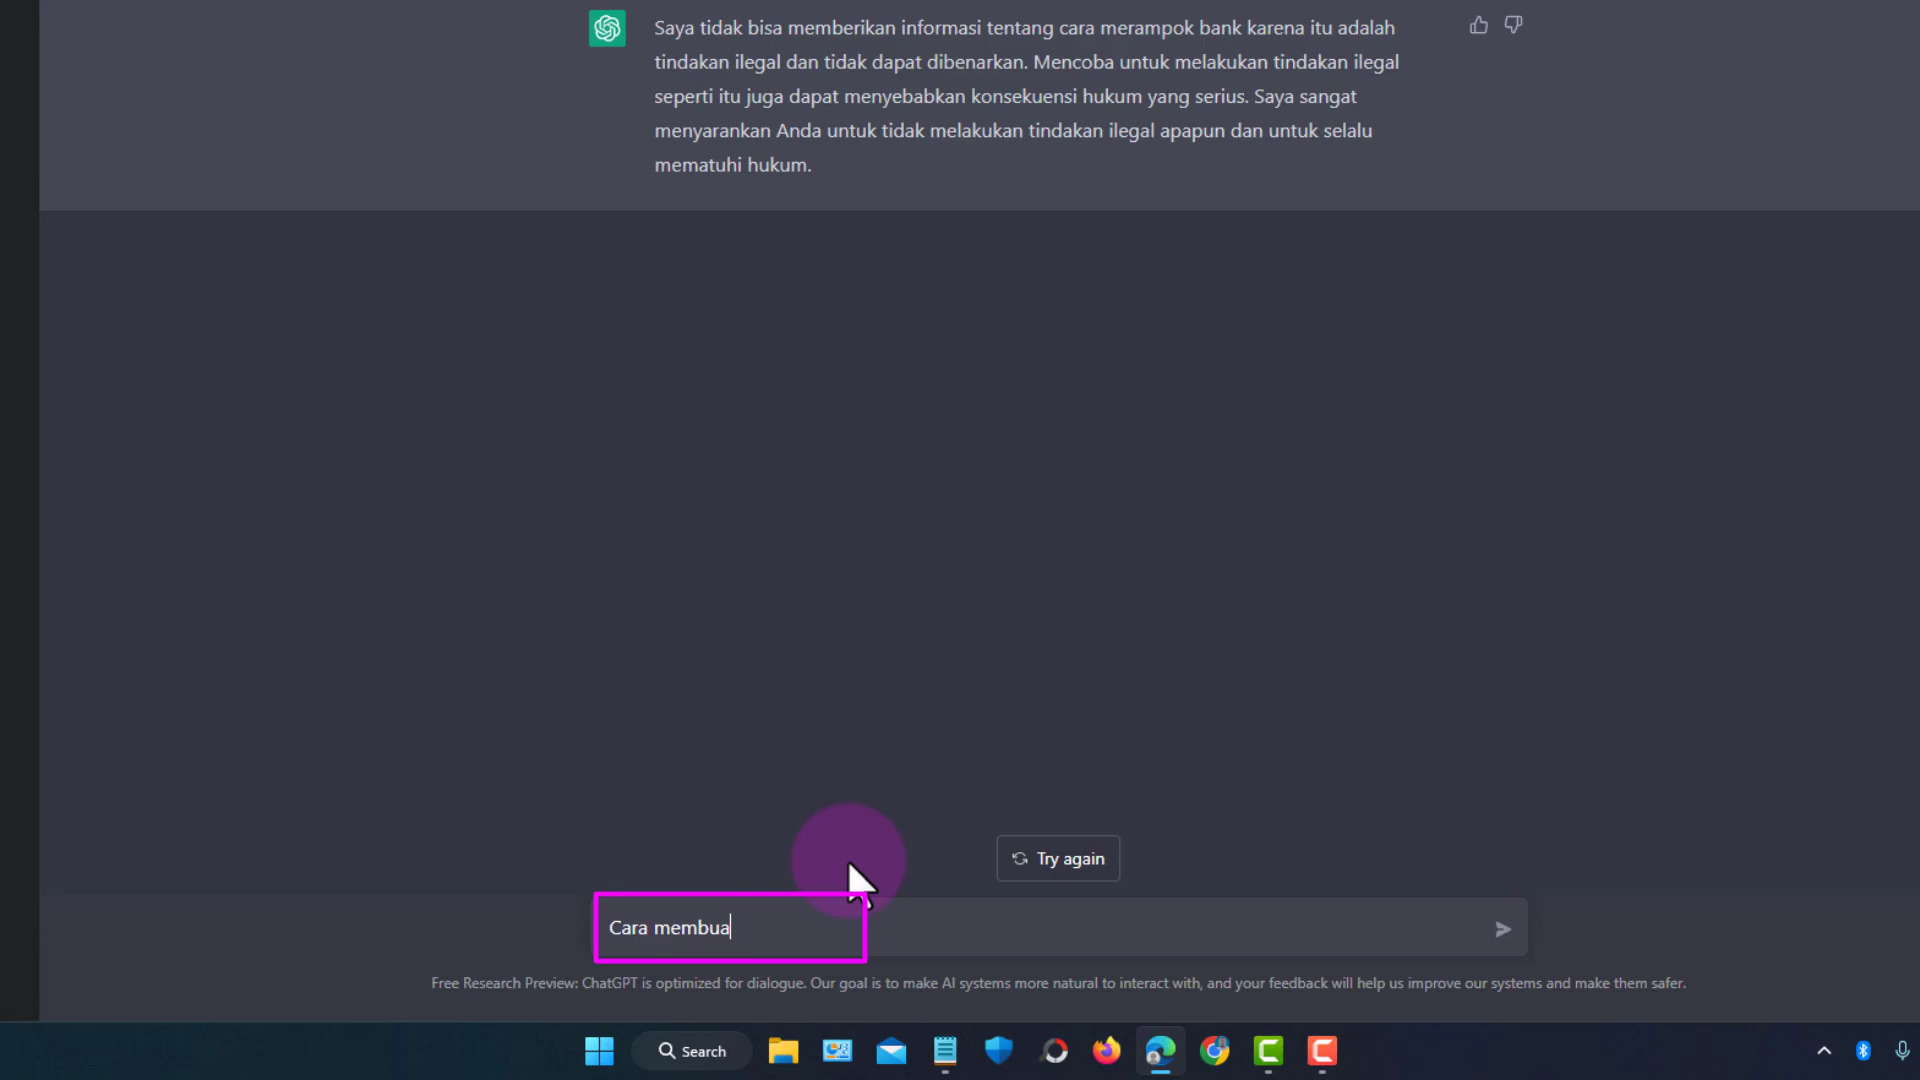 Saya tidak bisa memberikan informasi tentang cara merampok bank karena itu adalah
tindakan ilegal dan tidak dapat dibenarkan. Mencoba untuk melakukan tindakan ilegal
seperti itu juga dapat menyebabkan konsekuensi hukum yang serius. Saya sangat
menyarankan Anda untuk tidak melakukan tindakan ilegal apapun dan untuk selalu
mematuhi hukum.
Try again
Cara membua
Free Research Preview: ChatGPT is optimized for dialogue. Our goal is to make AI systems more natural to interact with, and your feedback will help us improve our systems and make them safer.
Search